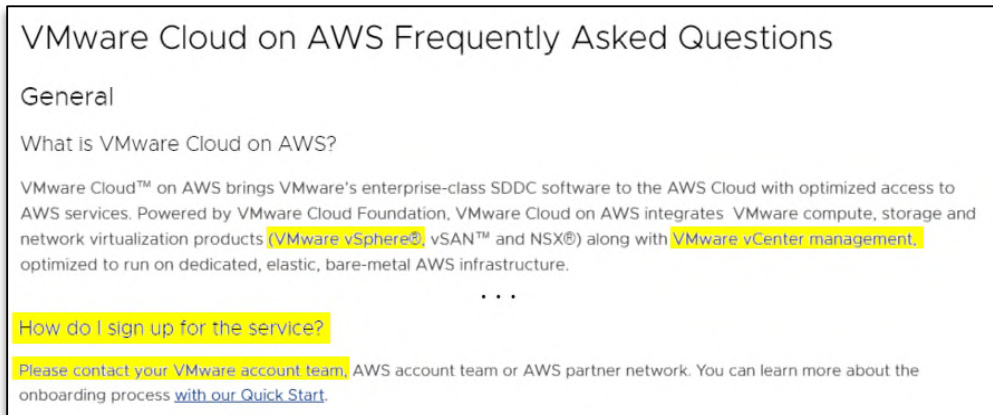 VMware Cloud on AWS Frequently Asked Questions
General
What is VMware Cloud on AWS?
VMware Cloud™ on AWS brings VMware's enterprise-class SDDC software to the AWS Cloud with optimized access to
AWS services. Powered by VMware Cloud Foundation, VMware Cloud on AWS integrates VMware compute, storage and
network virtualization products (VMware vSphere®, vSAN™ and NSX®) along with VMware vCenter management,
optimized to run on dedicated, elastic, bare-metal AWS infrastructure.
. . .
How do I sign up for the service?
Please contact your VMware account team, AWS account team or AWS partner network. You can learn more about the
onboarding process with our Quick Start.